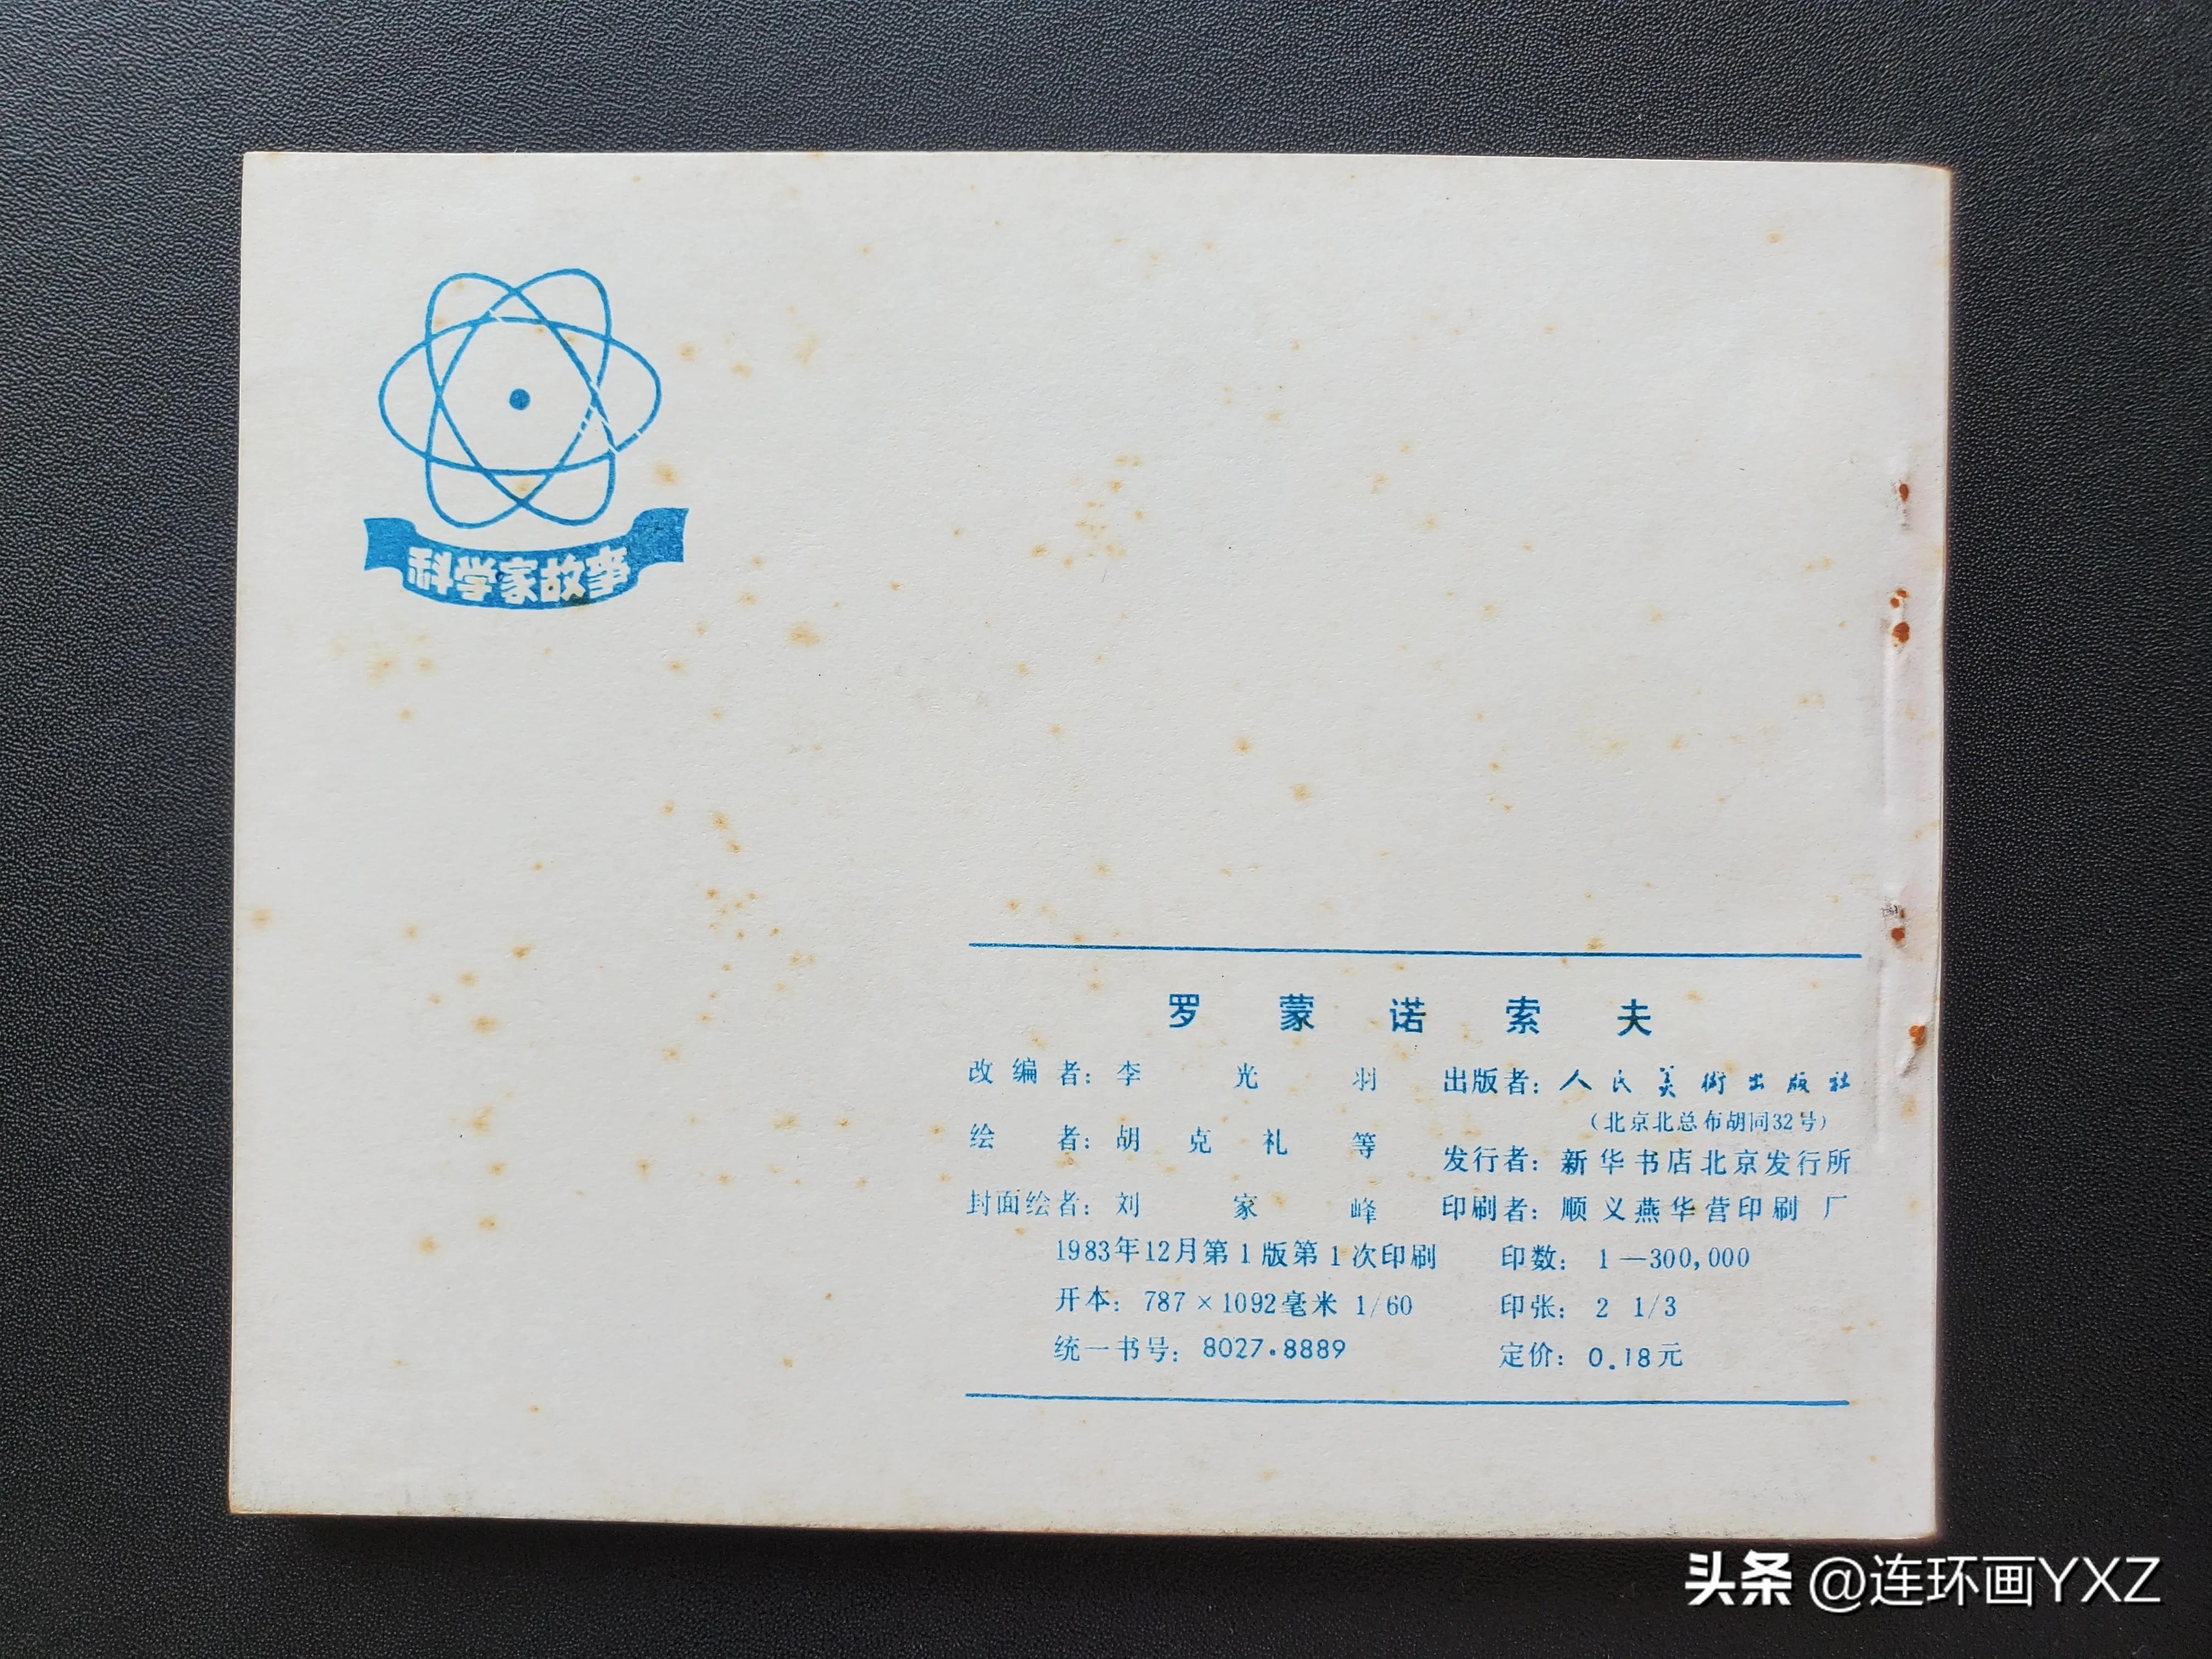 科学家故事
罗蒙诺索夫
改编者：李光羽
绘者：胡克礼等
封面绘者：刘家峰
出版者：人民美术出版社
（北京北总布胡同32号）
发行者：新华书店北京发行所
印刷者：顺义燕华营印刷厂
1983年12月第1版第1次印刷
印数：1—300,000
开本：787×1092毫米 1/60
印张：2 1/3
统一书号：8027·8889
定价：0.18元
头条 @连环画YXZ